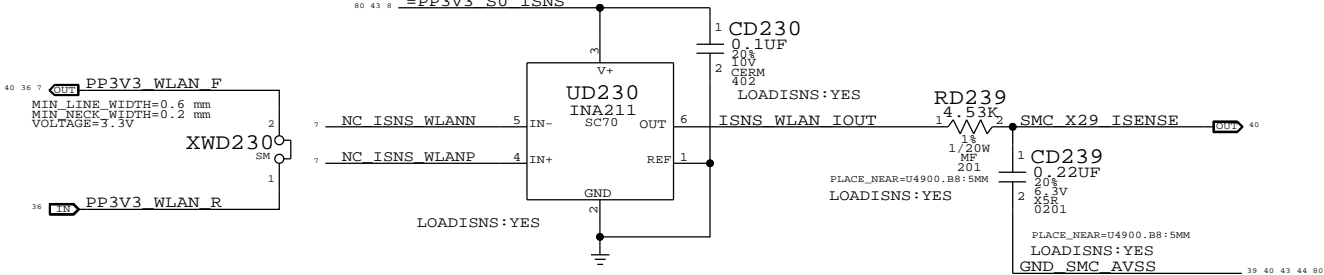 80 43 8 =PP3V3_S0_ISNS
40 36 7 OUT PP3V3_WLAN_F
MIN_LINE_WIDTH=0.6 mm
MIN_NECK_WIDTH=0.2 mm
VOLTAGE=3.3V
2
XWD230
SM
1
36 IN PP3V3_WLAN_R
7 NC_ISNS_WLANN 5 IN-
7 NC_ISNS_WLANP 4 IN+
3
V+
UD230
INA211
SC70
OUT 6
REF 1
GND
2
LOADISNS:YES
1 CD230
0.1UF
20%
10V
2 CERM
402
LOADISNS:YES
ISNS_WLAN_IOUT
RD239
4.53K
1 2
1%
1/20W
MF
201
PLACE_NEAR=U4900.B8:5MM
LOADISNS:YES
SMC_X29_ISENSE OUT 40
1 CD239
0.22UF
20%
6.3V
2 X5R
0201
PLACE_NEAR=U4900.B8:5MM
LOADISNS:YES
GND_SMC_AVSS 39 40 43 44 80